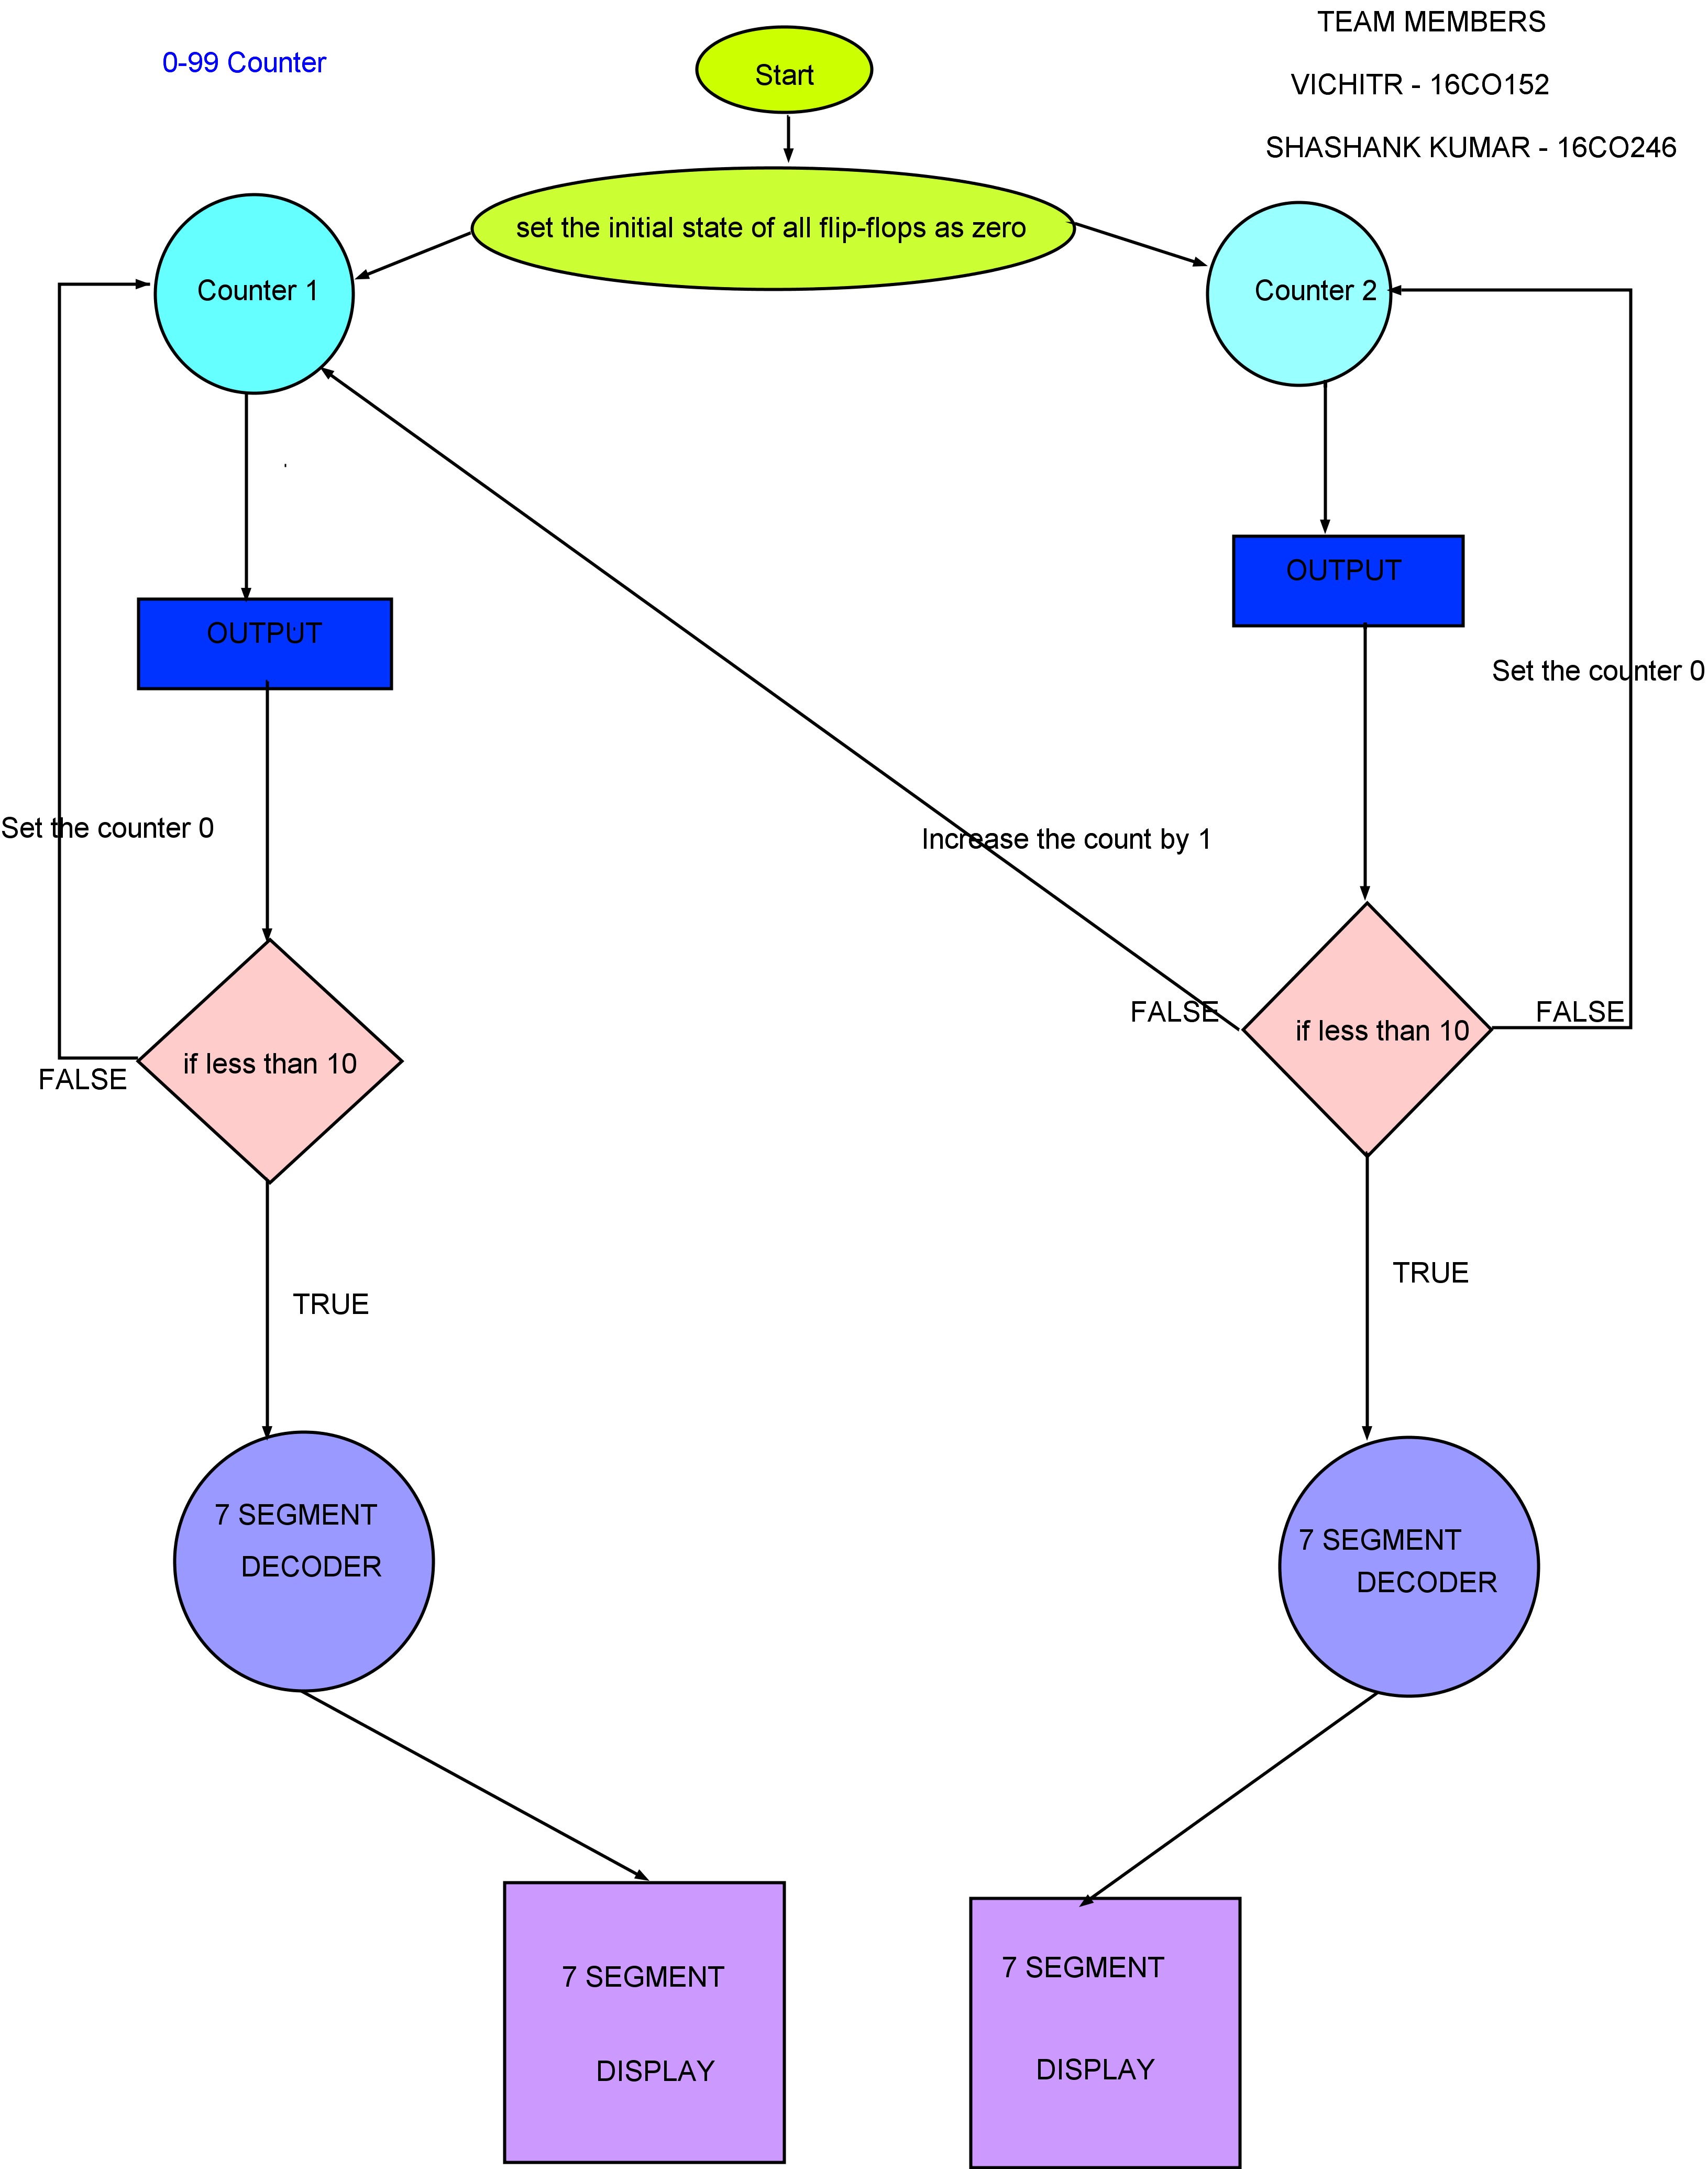 TEAM MEMBERS
0-99 Counter
Start
VICHITR - 16CO152
SHASHANK KUMAR - 16CO246
set the initial state of all flip-flops as zero
Counter 1
Counter 2
OUTPUT
OUTPUT
Set the counter 0
Set the counter 0
Increase the count by 1
FALSE
FALSE
if less than 10
if less than 10
FALSE
TRUE
TRUE
7 SEGMENT
DECODER
7 SEGMENT
DECODER
7 SEGMENT
DISPLAY
7 SEGMENT
DISPLAY